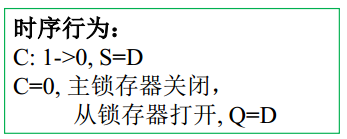 时序行为：
C: 1->0, S=D
C=0, 主锁存器关闭，
从锁存器打开, Q=D